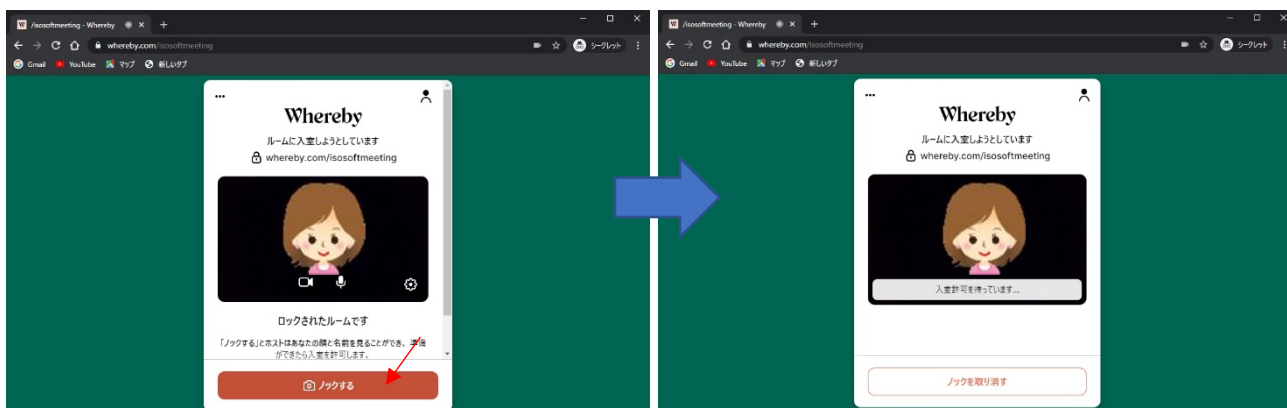 /isosoftmeeting - Whereby
whereby.com/isosoftmeeting
シークレット
Gmail YouTube マップ 新しいタブ
Whereby
ルームに入室しようとしています
whereby.com/isosoftmeeting
ロックされたルームです
「ノックする」とホストはあなたの顔と名前を見ることができ、準備
ができたら入室を許可します。
ノックする
/isosoftmeeting - Whereby
whereby.com/isosoftmeeting
シークレット
Gmail YouTube マップ 新しいタブ
Whereby
ルームに入室しようとしています
whereby.com/isosoftmeeting
入室許可を待っています...
ノックを取り消す